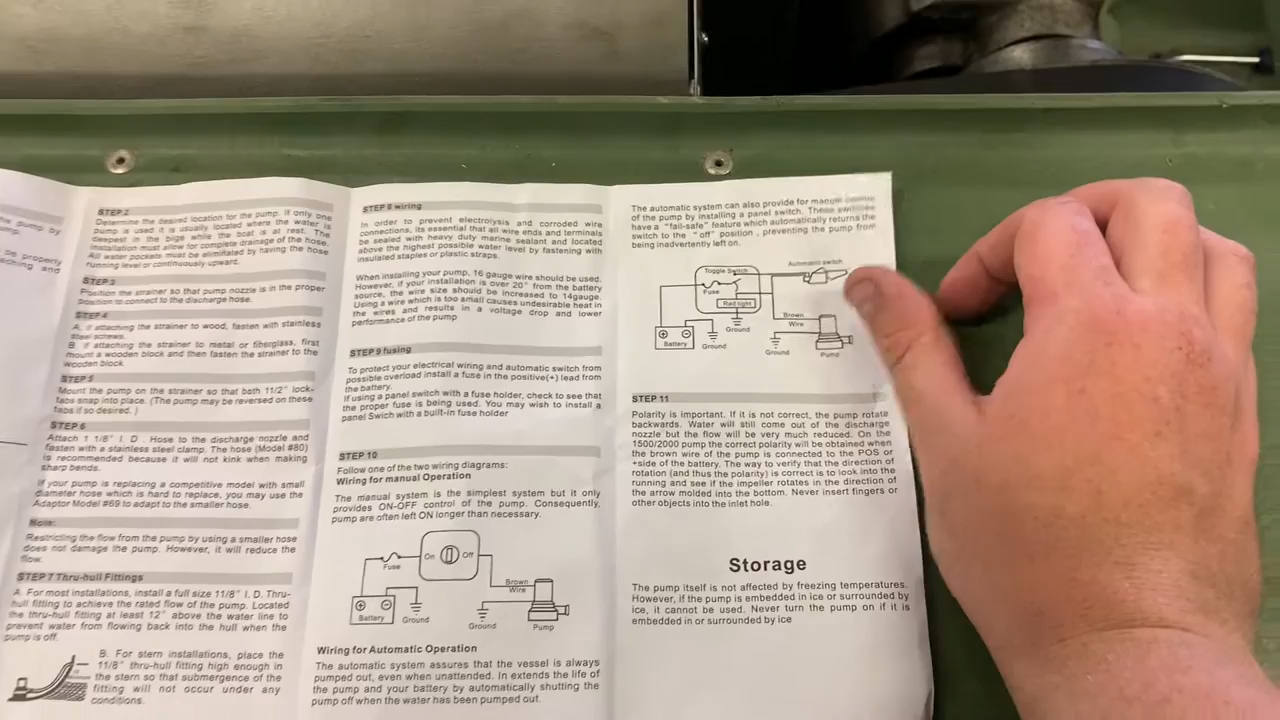 the pump by
ump.
be properly
aching and
STEP 2
Determine the desired location for the pump. If only one
pump is used it is usually located where the water is
deepest in the bilge while the boat is at rest. The
installation must allow for complete drainage of the hose.
All water pockets must be eliminated by having the hose
running level or continuously upward.
STEP 3
Position the strainer so that pump nozzle is in the proper
position to connect to the discharge hose.
STEP 4
A. If attaching the strainer to wood, fasten with stainless
steel screws.
B. If attaching the strainer to metal or fiberglass, first
mount a wooden block and then fasten the strainer to the
wooden block.
STEP 5
Mount the pump on the strainer so that both 11/2" lock-
tabs snap into place. (The pump may be reversed on these
tabs if so desired. )
STEP 6
Attach 1 1/8" I. D . Hose to the discharge nozzle and
fasten with a stainless steel clamp. The hose (Model #80)
is recommended because it will not kink when making
sharp bends.
If your pump is replacing a competitive model with small
diameter hose which is hard to replace, you may use the
Adaptor Model #69 to adapt to the smaller hose.
Note:
Restricting the flow from the pump by using a smaller hose
does not damage the pump. However, it will reduce the
flow.
STEP 7 Thru-hull Fittings
A. For most installations, install a full size 11/8" I. D. Thru-
hull fitting to achieve the rated flow of the pump. Located
the thru-hull fitting at least 12" above the water line to
prevent water from flowing back into the hull when the
pump is off.
B. For stern installations, place the
11/8" thru-hull fitting high enough in
the stern so that submergence of the
fitting will not occur under any
conditions.
STEP 8 wiring
In order to prevent electrolysis and corroded wire
connections, its essential that all wire ends and terminals
be sealed with heavy duty marine sealant and located
above the highest possible water level by fastening with
insulated staples or plastic straps.
When installing your pump, 16 gauge wire should be used.
However, if your installation is over 20" from the battery
source, the wire size should be increased to 14gauge.
Using a wire which is too small causes undesirable heat in
the wires and results in a voltage drop and lower
performance of the pump
STEP 9 fusing
To protect your electrical wiring and automatic switch from
possible overload install a fuse in the positive(+) lead from
the battery.
If using a panel switch with a fuse holder, check to see that
the proper fuse is being used. You may wish to install a
panel Swich with a built-in fuse holder
STEP 10
Follow one of the two wiring diagrams:
Wiring for manual Operation
The manual system is the simplest system but it only
provides ON-OFF control of the pump. Consequently,
pump are often left ON longer than necessary.
Fuse
On
Off
Brown
Wire
Battery
Ground
Ground
Pump
Wiring for Automatic Operation
The automatic system assures that the vessel is always
pumped out, even when unattended. In extends the life of
the pump and your battery by automatically shutting the
pump off when the water has been pumped out.
The automatic system can also provide for manual
of the pump by installing a panel switch. These switches
have a "fail-safe" feature which automatically returns the
switch to the "off" position , preventing the pump from
being inadvertently left on.
Automatic switch
Toggle Switch
Fuse
Red light
Brown
Wire
Battery
Ground
Ground
Ground
Pump
STEP 11
Polarity is important. If it is not correct, the pump rotate
backwards. Water will still come out of the discharge
nozzle but the flow will be very much reduced. On the
1500/2000 pump the correct polarity will be obtained when
the brown wire of the pump is connected to the POS or
+side of the battery. The way to verify that the direction of
rotation (and thus the polarity) is correct is to look into the
running and see if the impeller rotates in the direction of
the arrow molded into the bottom. Never insert fingers or
other objects into the inlet hole.
Storage
The pump itself is not affected by freezing temperatures.
However, if the pump is embedded in ice or surrounded by
ice, it cannot be used. Never turn the pump on if it is
embedded in or surrounded by ice